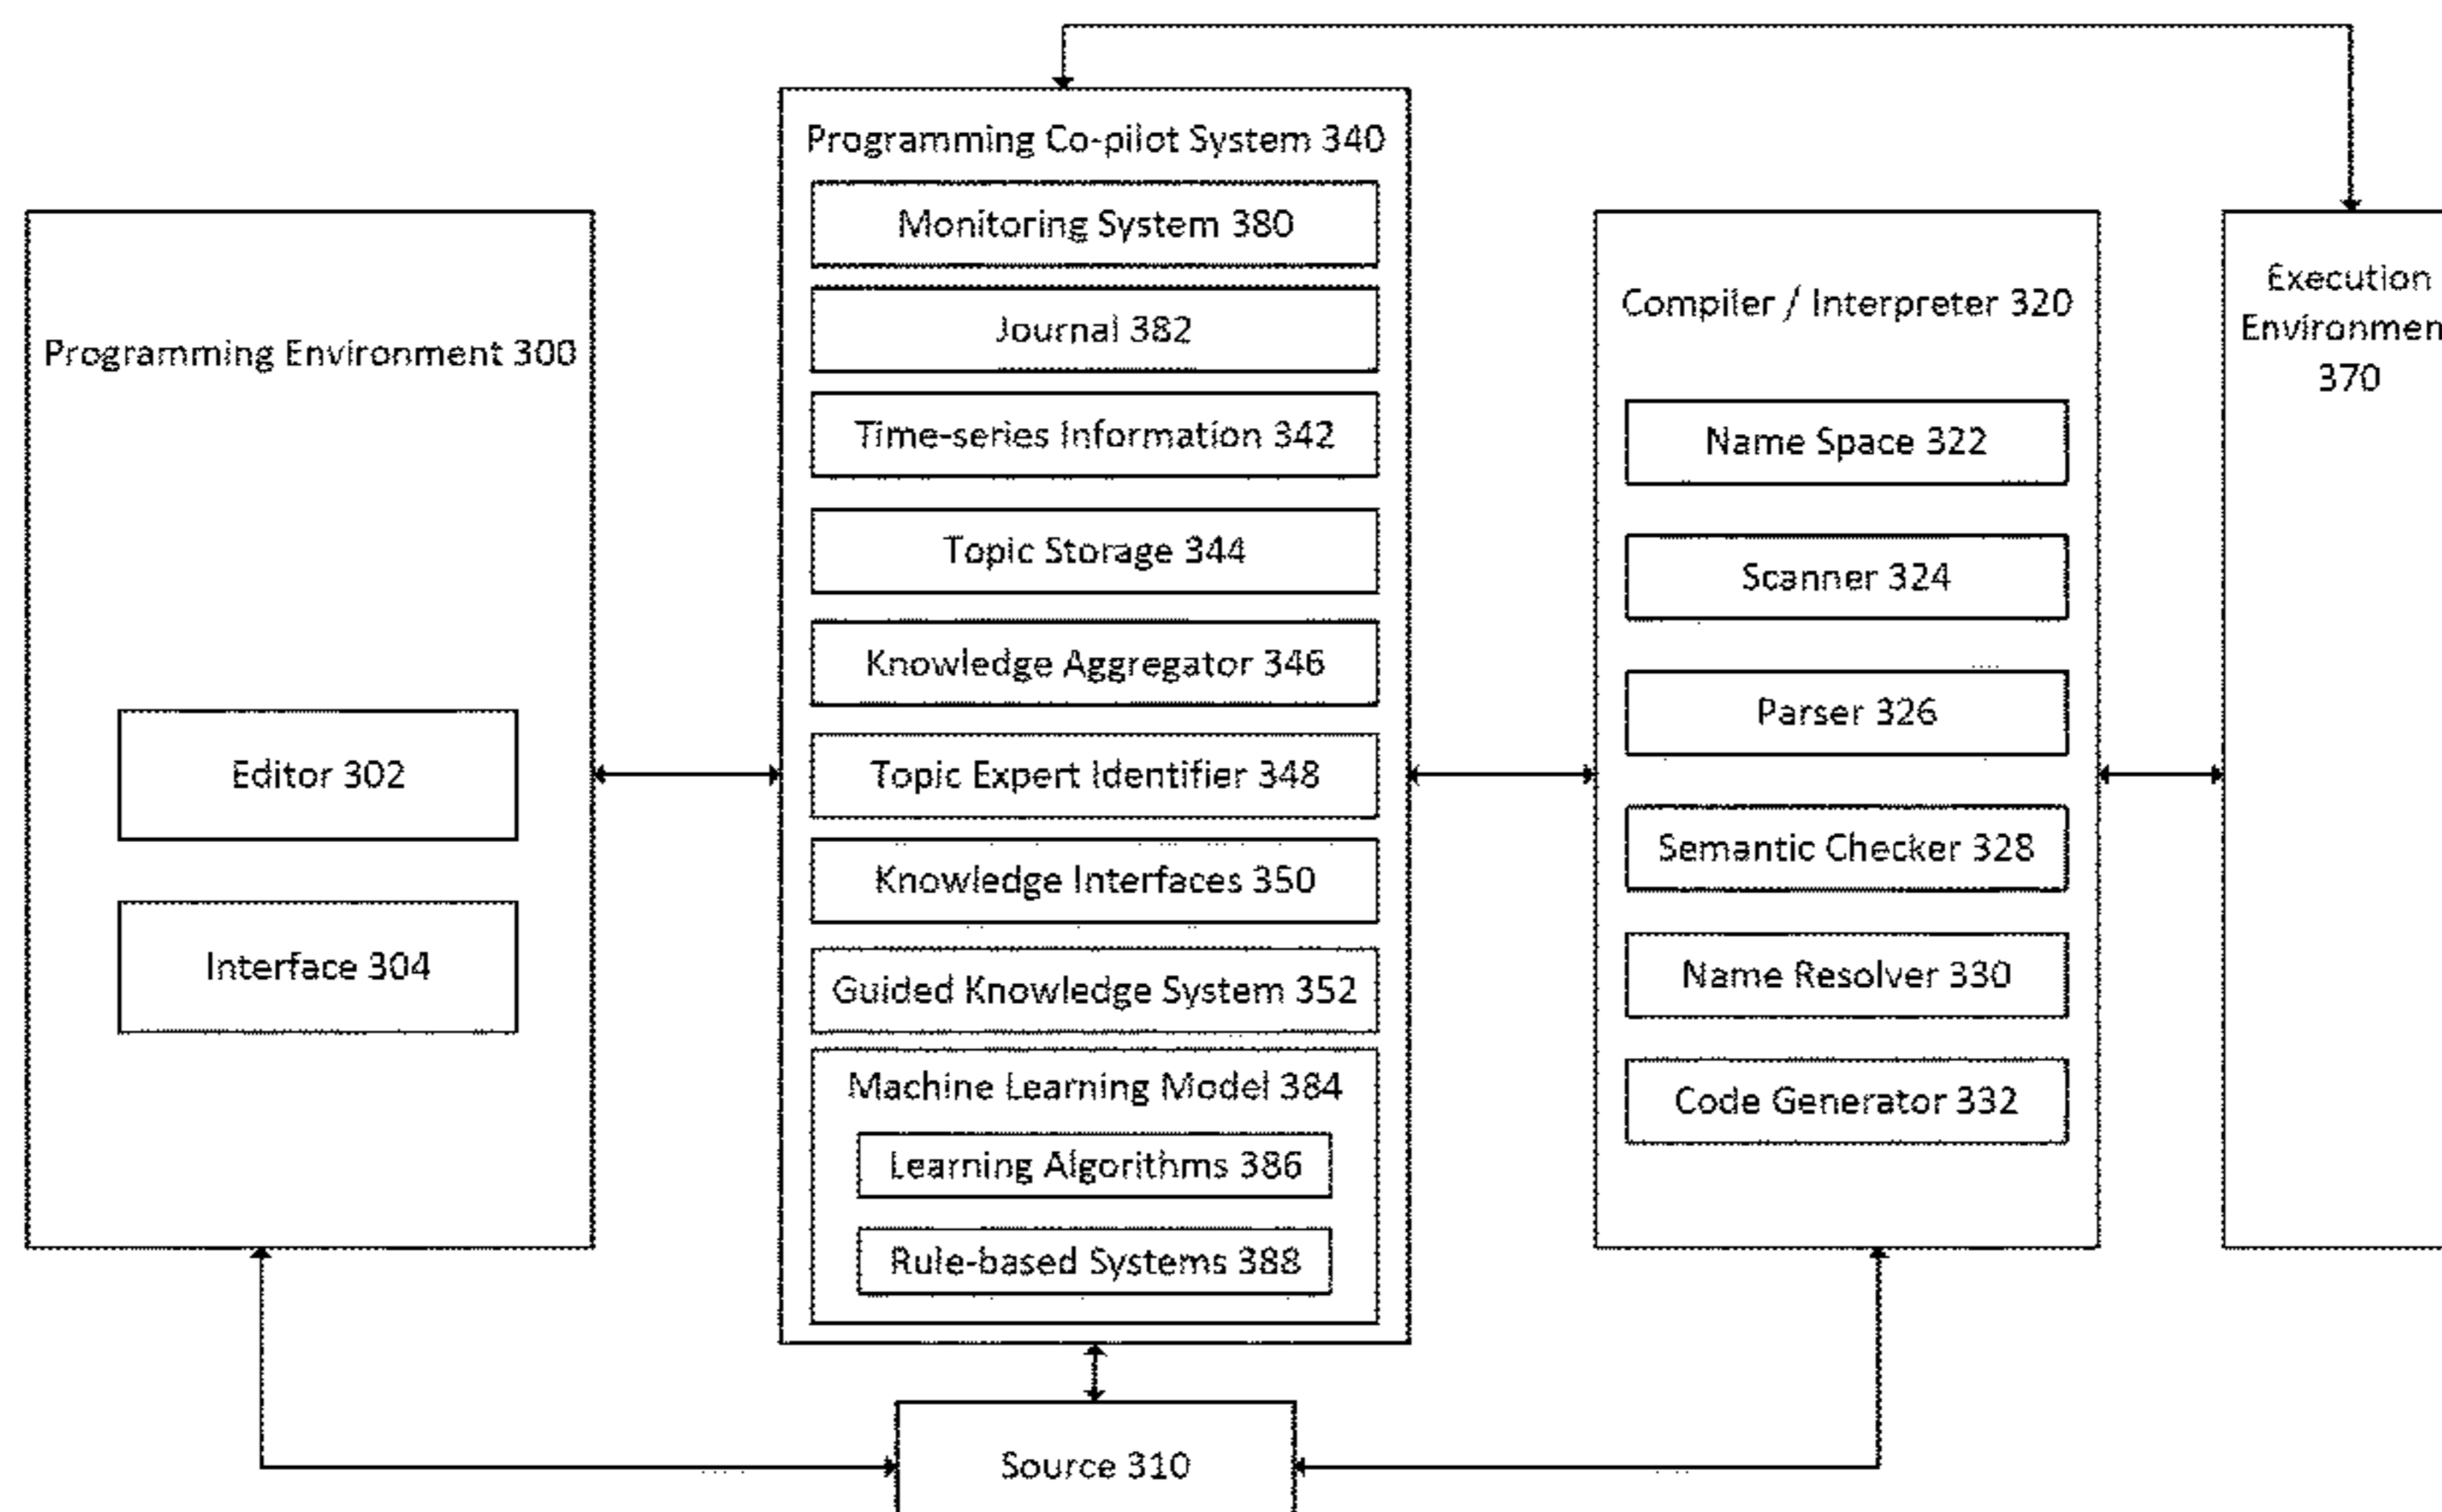 Programming Environment 300
Editor 302
Interface 304
Programming Co-pilot System 340
Monitoring System 380
Journal 382
Time-series Information 342
Topic Storage 344
Knowledge Aggregator 346
Topic Expert Identifier 348
Knowledge Interfaces 350
Guided Knowledge System 352
Machine Learning Model 384
Learning Algorithms 386
Rule-based Systems 388
Compiler / Interpreter 320
Name Space 322
Scanner 324
Parser 326
Semantic Checker 328
Name Resolver 330
Code Generator 332
Execution
Environmen
370
Source 310